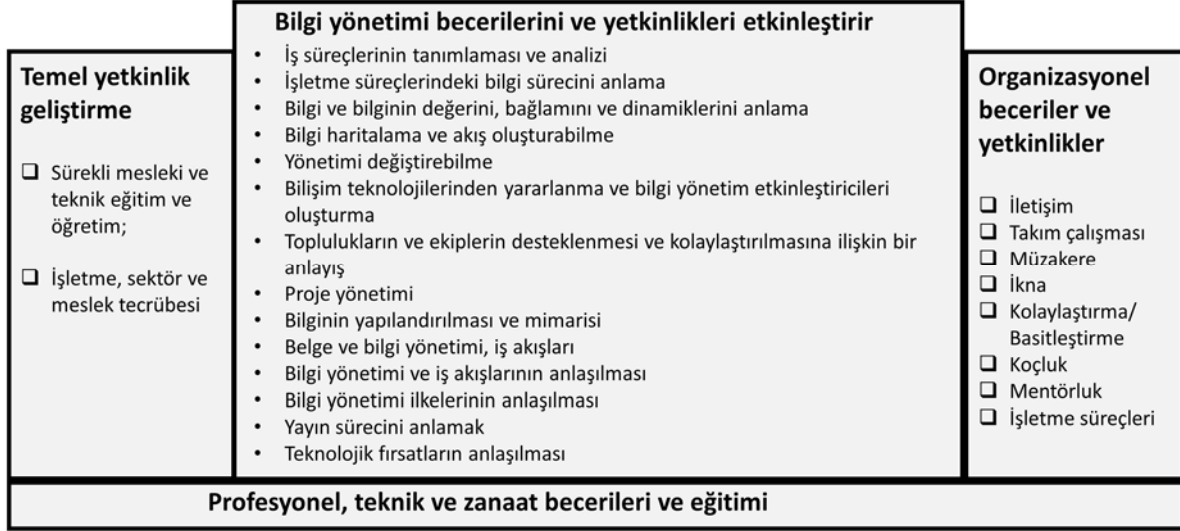 Temel yetkinlik
geliştirme
❑ Sürekli mesleki ve
teknik eğitim ve
öğretim;
❑ İşletme, sektör ve
meslek tecrübesi
Bilgi yönetimi becerilerini ve yetkinlikleri etkinleştirir
• İş süreçlerinin tanımlaması ve analizi
• İşletme süreçlerindeki bilgi sürecini anlama
• Bilgi ve bilginin değerini, bağlamını ve dinamiklerini anlama
• Bilgi haritalama ve akış oluşturabilme
• Yönetimi değiştirebilme
• Bilişim teknolojilerinden yararlanma ve bilgi yönetim etkinleştiricileri
oluşturma
• Toplulukların ve ekiplerin desteklenmesi ve kolaylaştırılmasına ilişkin bir
anlayış
• Proje yönetimi
• Bilginin yapılandırılması ve mimarisi
• Belge ve bilgi yönetimi, iş akışları
• Bilgi yönetimi ve iş akışlarının anlaşılması
• Bilgi yönetimi ilkelerinin anlaşılması
• Yayın sürecini anlamak
• Teknolojik fırsatların anlaşılması
Organizasyonel
beceriler ve
yetkinlikler
❑ İletişim
❑ Takım çalışması
❑ Müzakere
❑ İkna
❑ Kolaylaştırma/
Basitleştirme
❑ Koçluk
❑ Mentörluk
❑ İşletme süreçleri
Profesyonel, teknik ve zanaat becerileri ve eğitimi